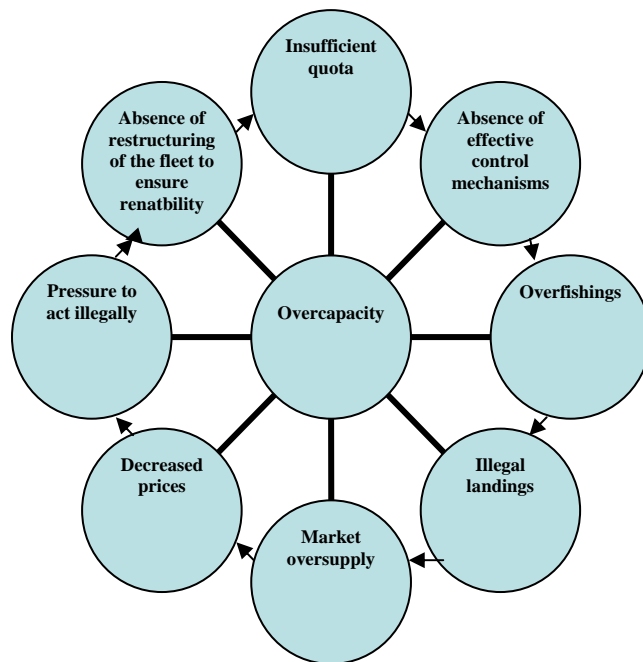 Insufficient
quota
Absence of
effective
control
mechanisms
Overfishings
Illegal
landings
Market
oversupply
Decreased
prices
Pressure to
act illegally
Absence of
restructuring
of the fleet to
ensure
renatbility
Overcapacity